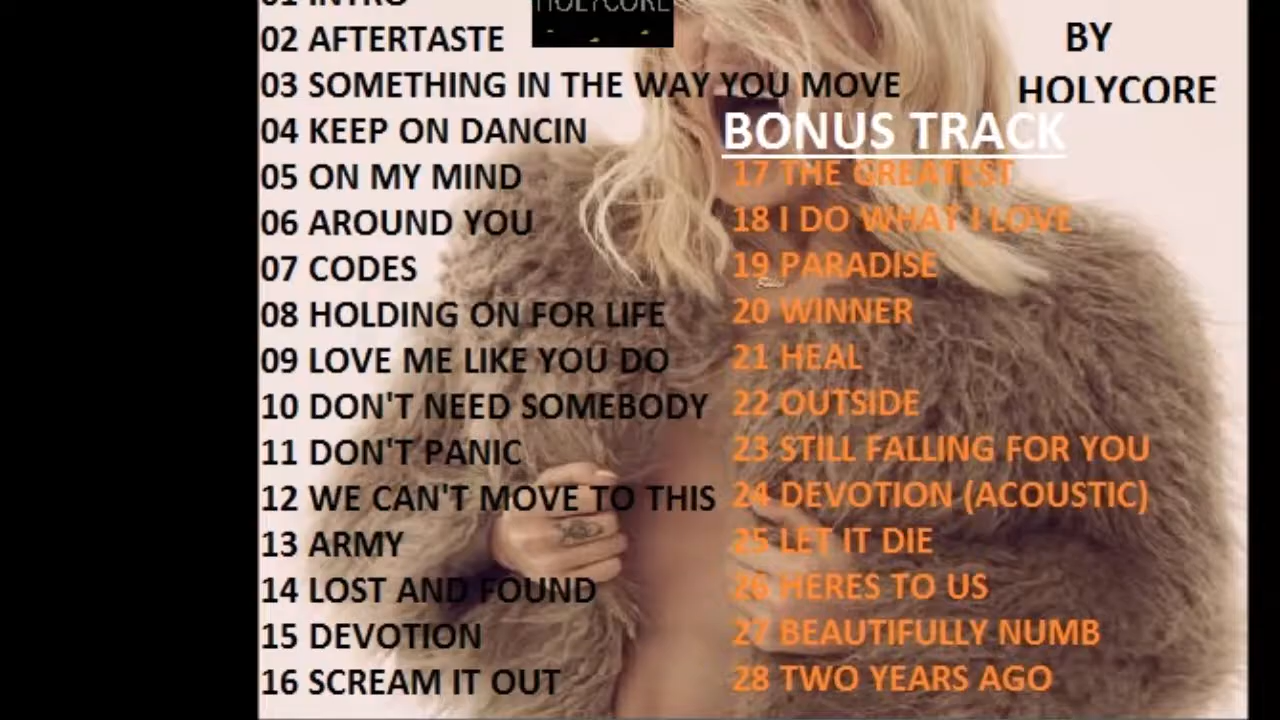 01 INTRO
02 AFTERTASTE
03 SOMETHING IN THE WAY YOU MOVE
04 KEEP ON DANCIN
05 ON MY MIND
06 AROUND YOU
07 CODES
08 HOLDING ON FOR LIFE
09 LOVE ME LIKE YOU DO
10 DON'T NEED SOMEBODY
11 DON'T PANIC
12 WE CAN'T MOVE TO THIS
13 ARMY
14 LOST AND FOUND
15 DEVOTION
16 SCREAM IT OUT
HOLYCORE
BY
HOLYCORE
BONUS TRACK
17 THE GREATEST
18 I DO WHAT I LOVE
19 PARADISE
20 WINNER
21 HEAL
22 OUTSIDE
23 STILL FALLING FOR YOU
24 DEVOTION (ACOUSTIC)
25 LET IT DIE
26 HERES TO US
27 BEAUTIFULLY NUMB
28 TWO YEARS AGO